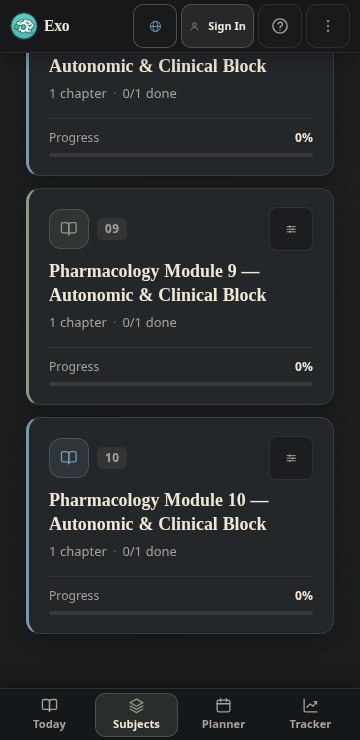 Exo
Sign In
Autonomic & Clinical Block
1 chapter · 0/1 done
Progress 0%
09
Pharmacology Module 9 —
Autonomic & Clinical Block
1 chapter · 0/1 done
Progress 0%
10
Pharmacology Module 10 —
Autonomic & Clinical Block
1 chapter · 0/1 done
Progress 0%
Today Subjects Planner Tracker